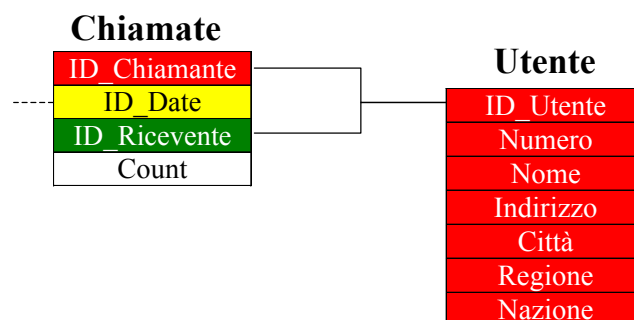 Chiamate
ID_Chiamante
ID_Date
ID_Ricevente
Count
Utente
ID_Utente
Numero
Nome
Indirizzo
Città
Regione
Nazione